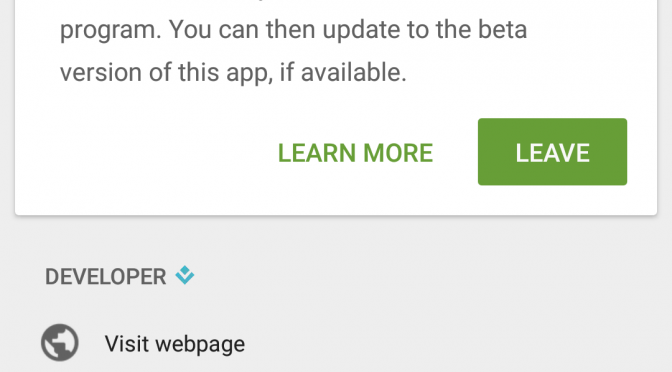 program. You can then update to the beta
version of this app, if available.
LEARN MORE
LEAVE
DEVELOPER
Visit webpage